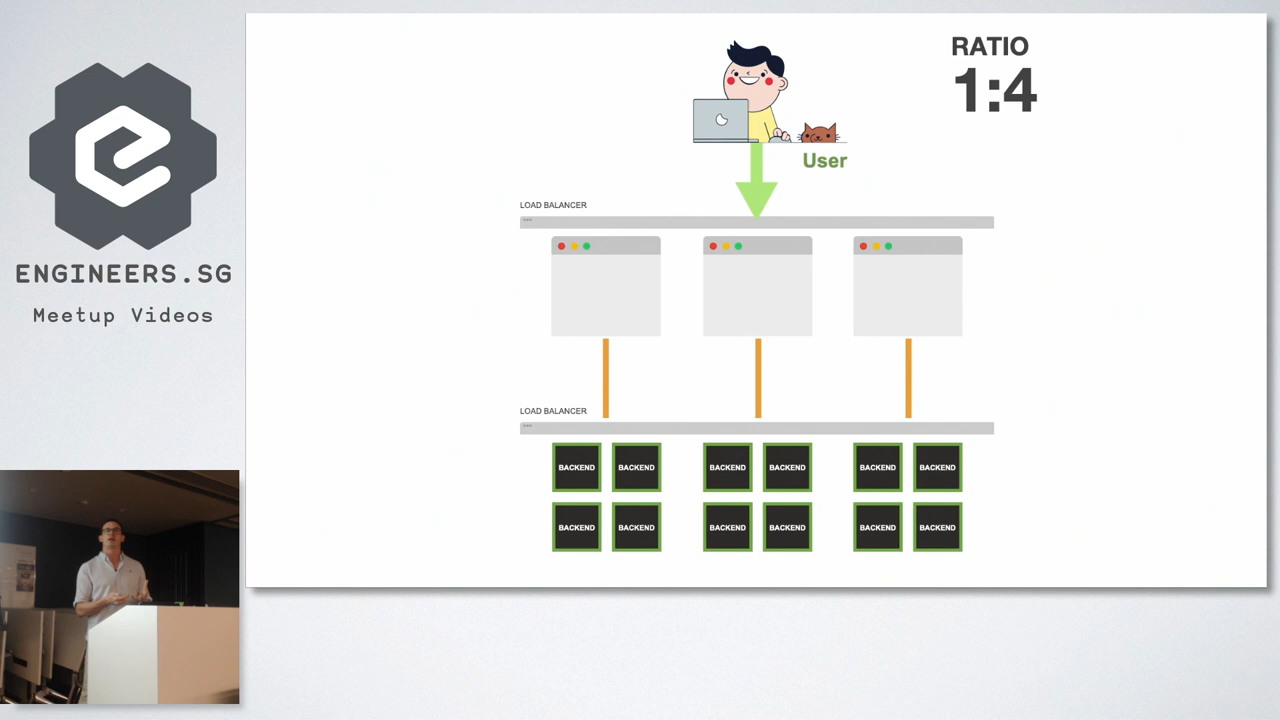 ENGINEERS.SG
Meetup Videos
RATIO
1:4
User
LOAD BALANCER
LOAD BALANCER
BACKEND BACKEND BACKEND BACKEND BACKEND BACKEND
BACKEND BACKEND BACKEND BACKEND BACKEND BACKEND